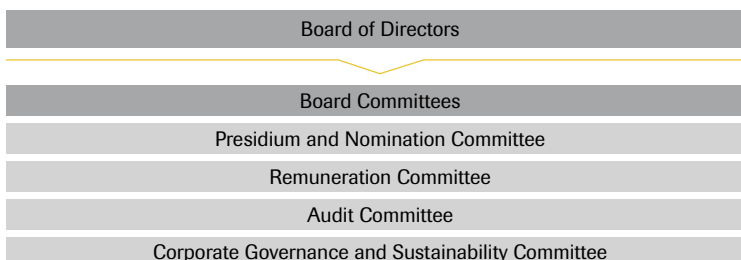 Board of Directors
Board Committees
Presidium and Nomination Committee
Remuneration Committee
Audit Committee
Corporate Governance and Sustainability Committee